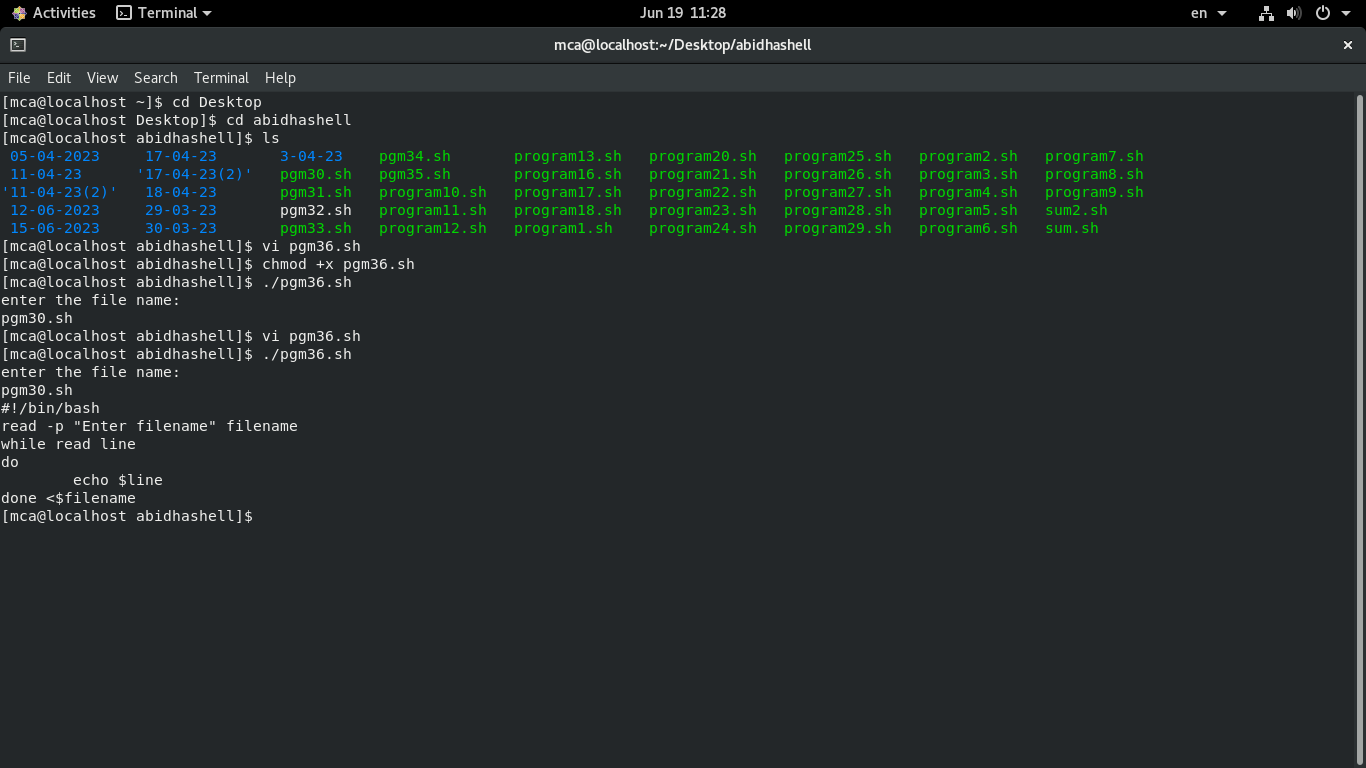 Activities Terminal Jun 19 11:28 en
mca@localhost:~/Desktop/abidhashell ×
File Edit View Search Terminal Help
[mca@localhost ~]$ cd Desktop
[mca@localhost Desktop]$ cd abidhashell
[mca@localhost abidhashell]$ ls
 05-04-2023     17-04-23       3-04-23    pgm34.sh       program13.sh   program20.sh   program25.sh   program2.sh   program7.sh
 11-04-23      '17-04-23(2)'   pgm30.sh   pgm35.sh       program16.sh   program21.sh   program26.sh   program3.sh   program8.sh
'11-04-23(2)'   18-04-23       pgm31.sh   program10.sh   program17.sh   program22.sh   program27.sh   program4.sh   program9.sh
 12-06-2023     29-03-23       pgm32.sh   program11.sh   program18.sh   program23.sh   program28.sh   program5.sh   sum2.sh
 15-06-2023     30-03-23       pgm33.sh   program12.sh   program1.sh    program24.sh   program29.sh   program6.sh   sum.sh
[mca@localhost abidhashell]$ vi pgm36.sh
[mca@localhost abidhashell]$ chmod +x pgm36.sh
[mca@localhost abidhashell]$ ./pgm36.sh
enter the file name:
pgm30.sh
[mca@localhost abidhashell]$ vi pgm36.sh
[mca@localhost abidhashell]$ ./pgm36.sh
enter the file name:
pgm30.sh
#!/bin/bash
read -p "Enter filename" filename
while read line
do
        echo $line
done <$filename
[mca@localhost abidhashell]$